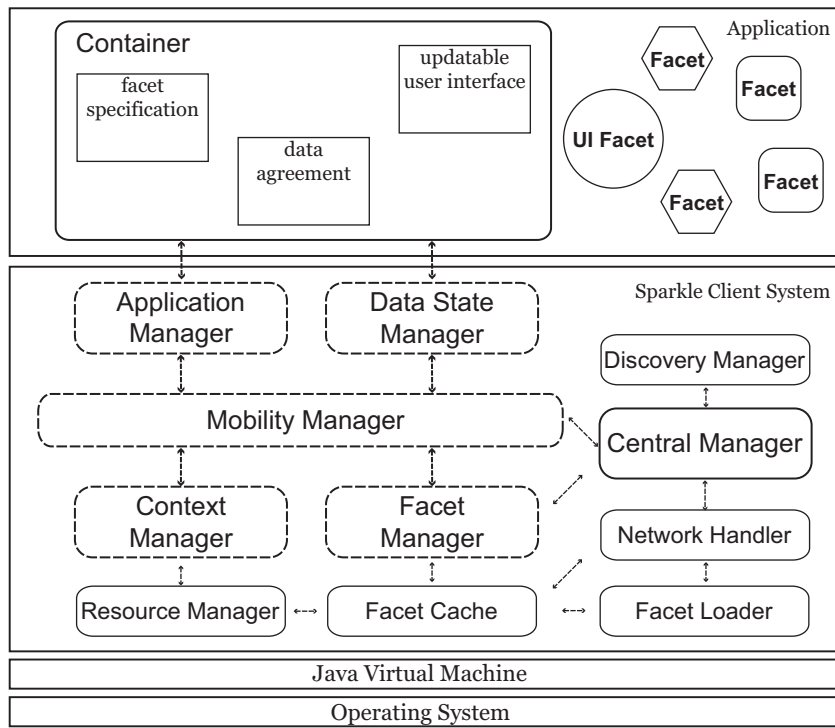 Application
Container
facet
specification
data
agreement
updatable
user interface
Facet
Facet
UI Facet
Facet
Facet
Sparkle Client System
Application
Manager
Data State
Manager
Discovery Manager
Mobility Manager
Central Manager
Context
Manager
Facet
Manager
Network Handler
Resource Manager
Facet Cache
Facet Loader
Java Virtual Machine
Operating System